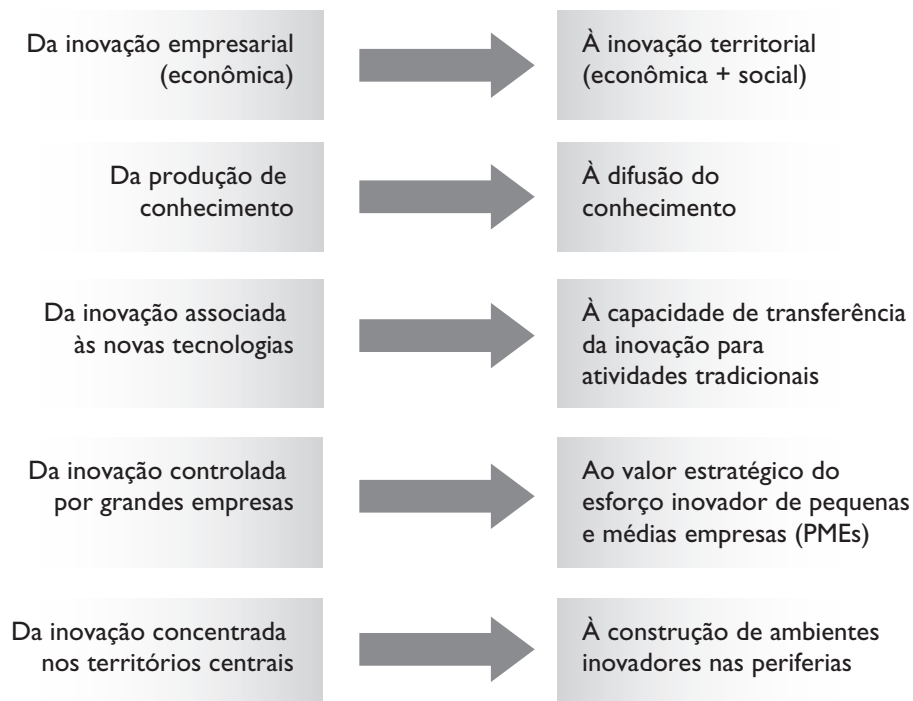 Da inovação empresarial
(econômica)
À inovação territorial
(econômica + social)
Da produção de
conhecimento
À difusão do
conhecimento
Da inovação associada
às novas tecnologias
À capacidade de transferência
da inovação para
atividades tradicionais
Da inovação controlada
por grandes empresas
Ao valor estratégico do
esforço inovador de pequenas
e médias empresas (PMEs)
Da inovação concentrada
nos territórios centrais
À construção de ambientes
inovadores nas periferias